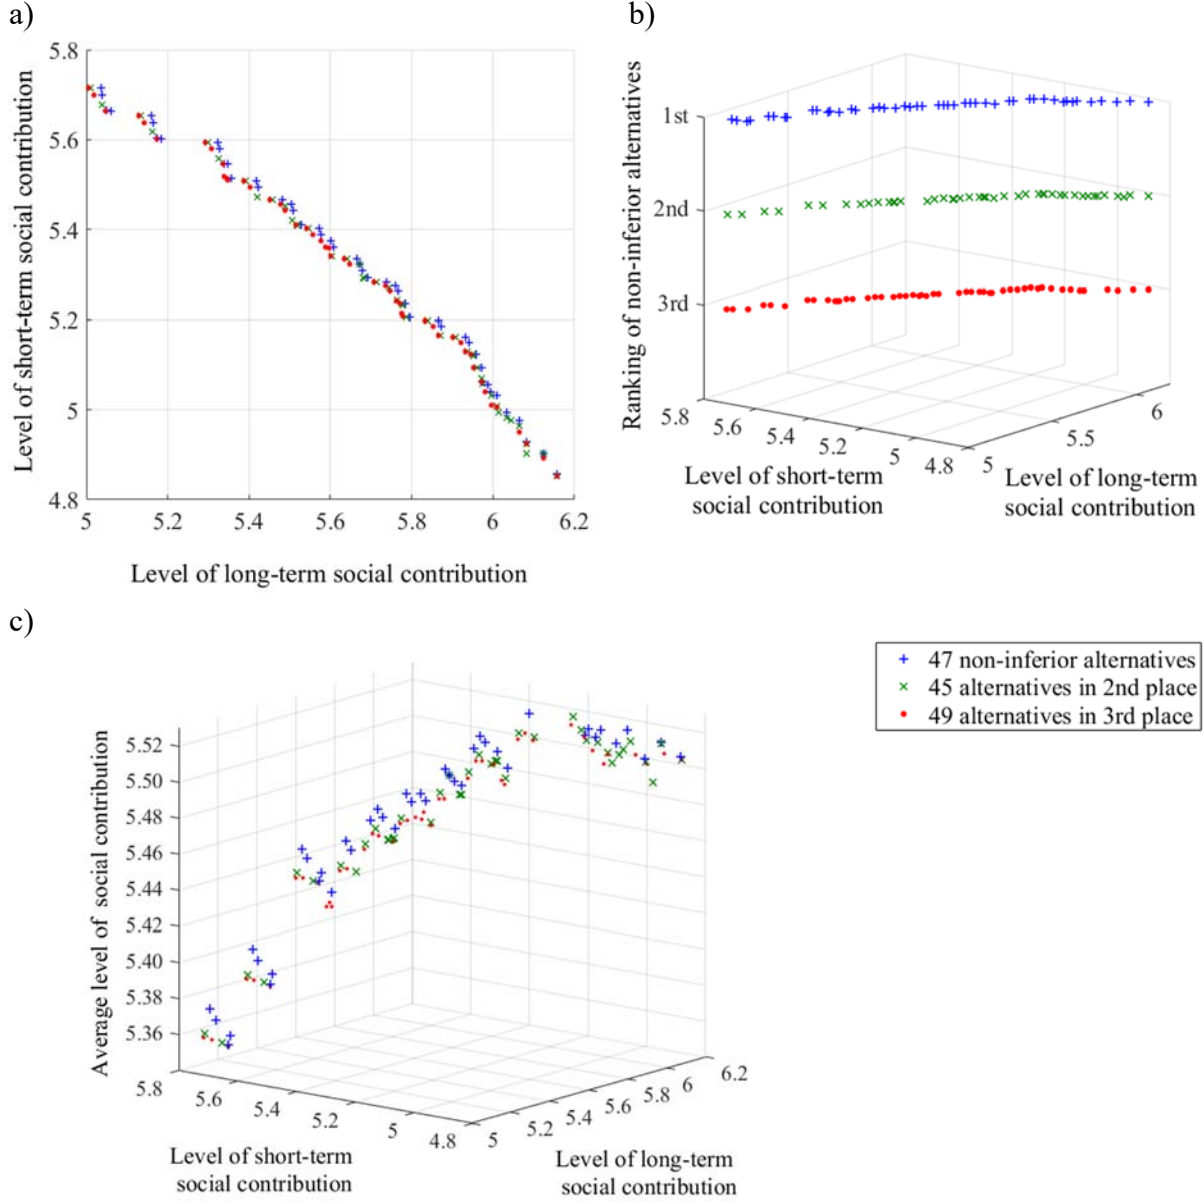 a)
5.8
5.6
5.4
5.2
5
4.8
5
5.2
5.4
5.6
5.8
6
6.2
Level of short-term social contribution
Level of long-term social contribution
b)
Ranking of non-inferior alternatives
1st
2nd
3rd
5.8
5.6
5.4
5.2
5
4.8
5
5.5
6
Level of short-term
social contribution
Level of long-term
social contribution
c)
Average level of social contribution
5.52
5.50
5.48
5.46
5.44
5.42
5.40
5.38
5.36
5.8
5.6
5.4
5.2
5
4.8
5
5.2
5.4
5.6
5.8
6
6.2
Level of short-term
social contribution
Level of long-term
social contribution
47 non-inferior alternatives
45 alternatives in 2nd place
49 alternatives in 3rd place